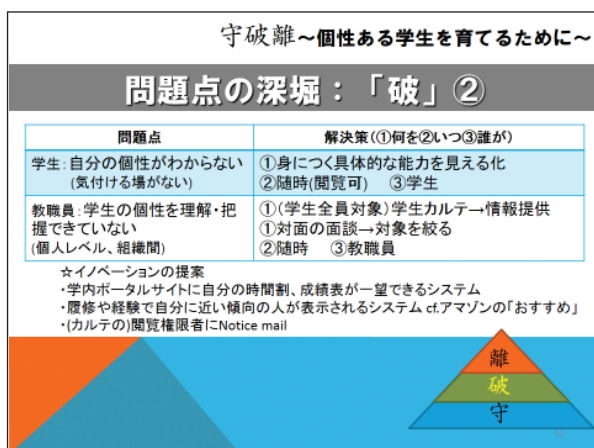 守破離~個性ある学生を育てるために~
問題点の深堀:「破」②
問題点
解決策(①何を②いつ③誰が)
学生:自分の個性がわからない
(気付ける場がない)
①身につく具体的な能力を見える化
②随時(閲覧可) ③学生
教職員:学生の個性を理解・把
握できていない
(個人レベル、組織間)
①(学生全員対象)学生カルテ→情報提供
①対面の面談→対象を絞る
②随時 ③教職員
☆イノベーションの提案
・学内ポータルサイトに自分の時間割、成績表が一望できるシステム
・履修や経験で自分に近い傾向の人が表示されるシステム cf.アマゾンの「おすすめ」
・(カルテの)閲覧権限者にNotice mail
離
破
守